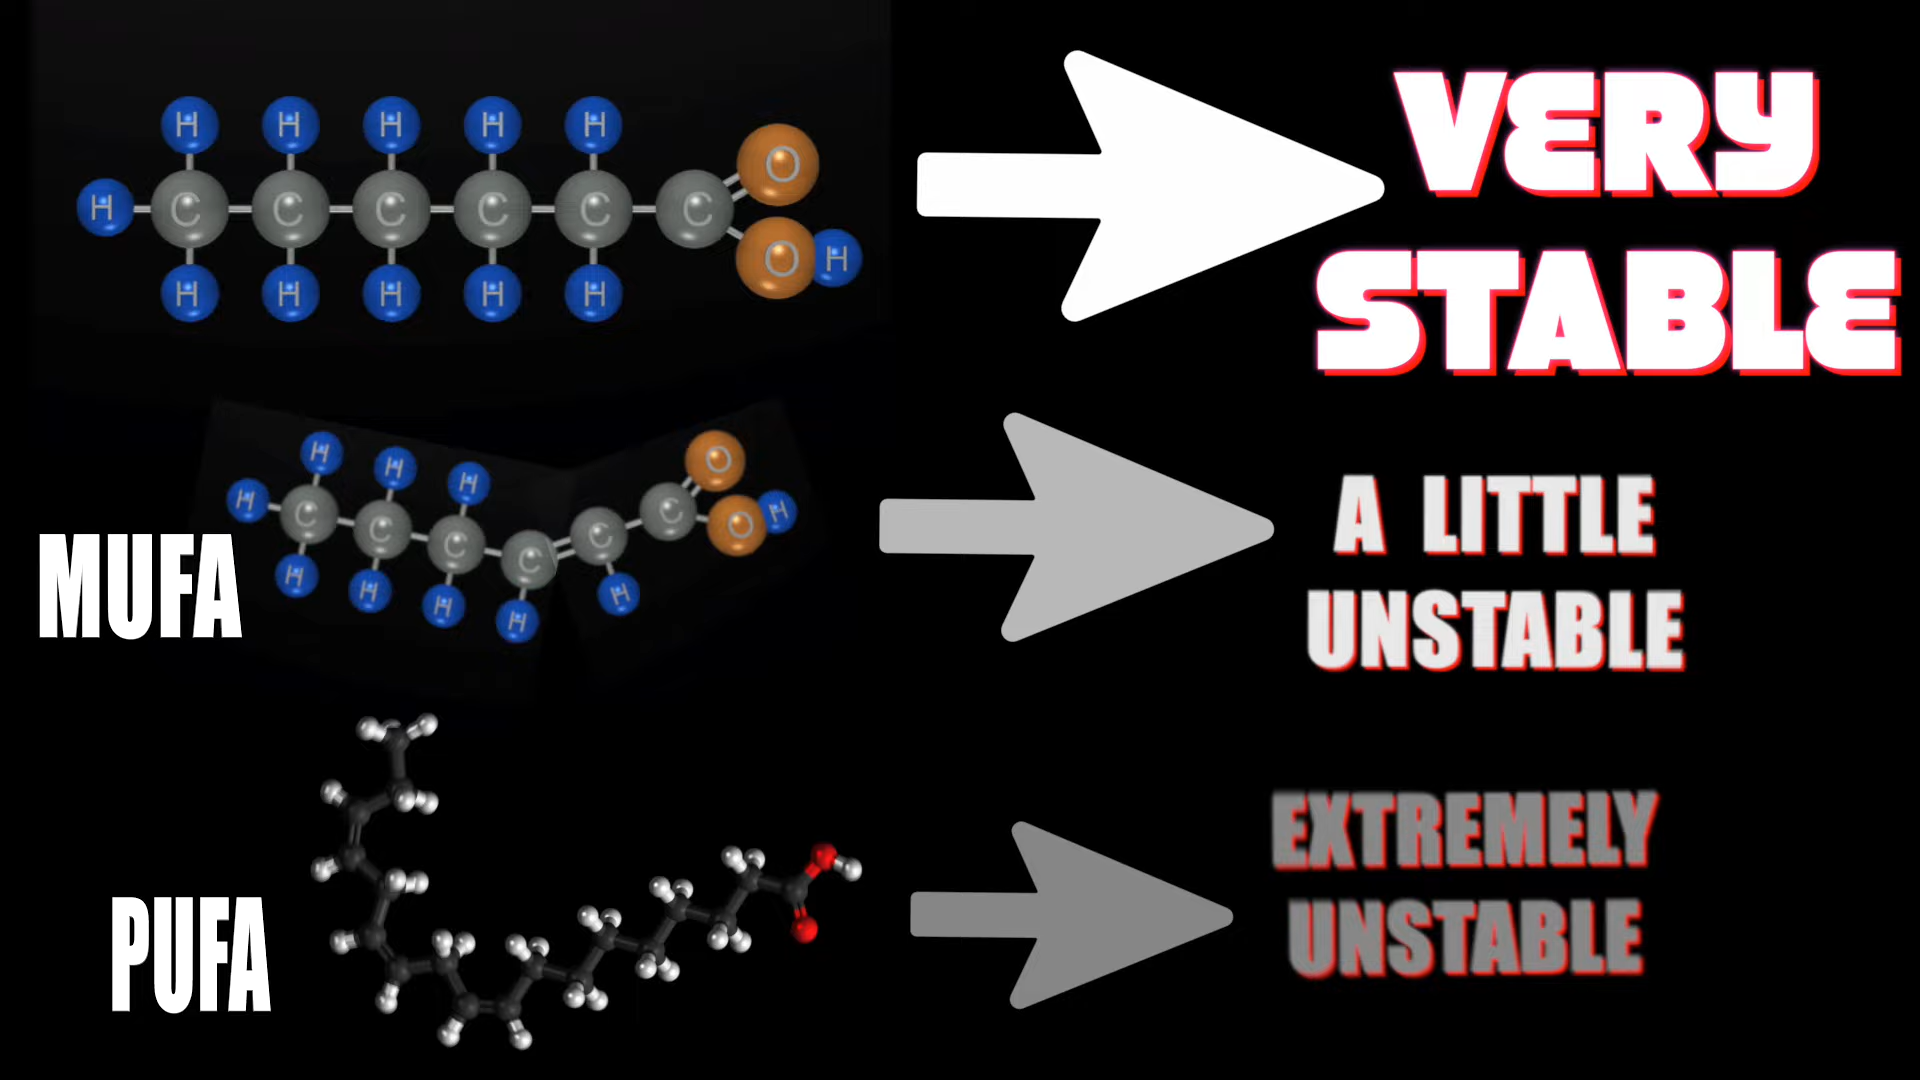 H H H H H
H C C C C C C O
O H
H H H H H
VERY
STABLE
H H H
H C C C C C C O
O H
H H H H H
MUFA
A LITTLE
UNSTABLE
PUFA
EXTREMELY
UNSTABLE